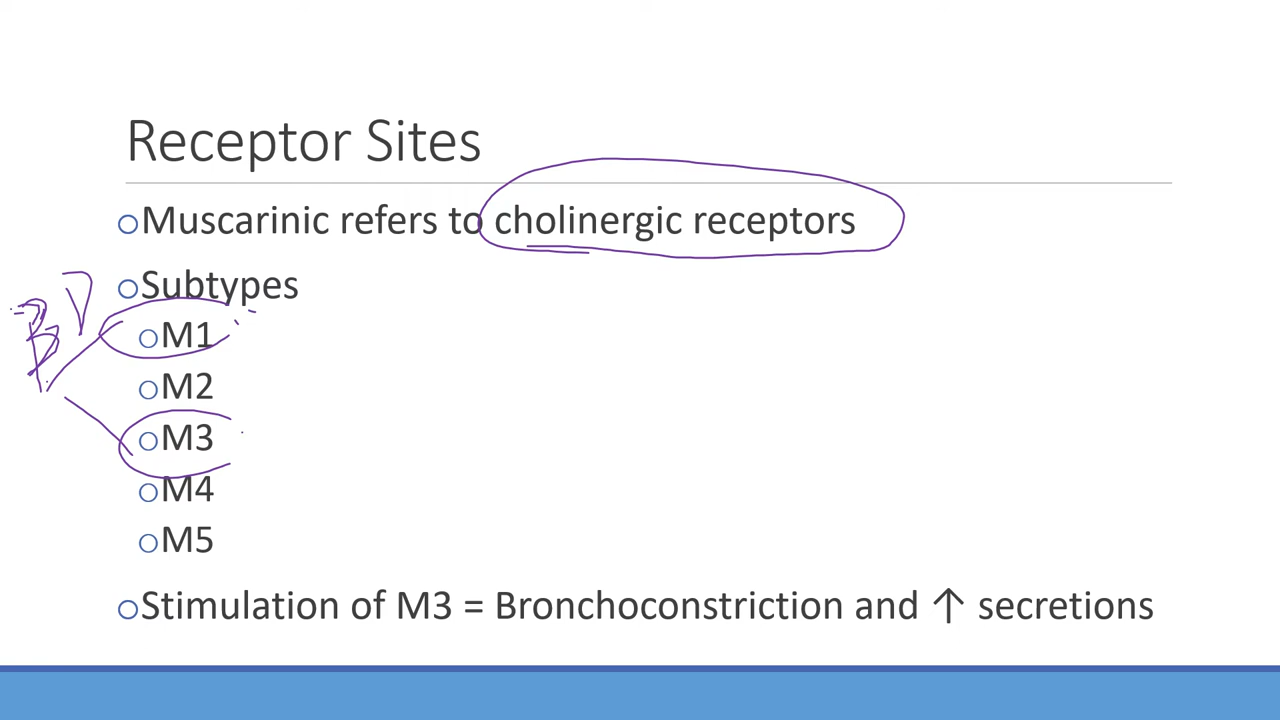 Receptor Sites
Muscarinic refers to cholinergic receptors
Subtypes
BD
M1
M2
M3
M4
M5
Stimulation of M3 = Bronchoconstriction and ↑ secretions